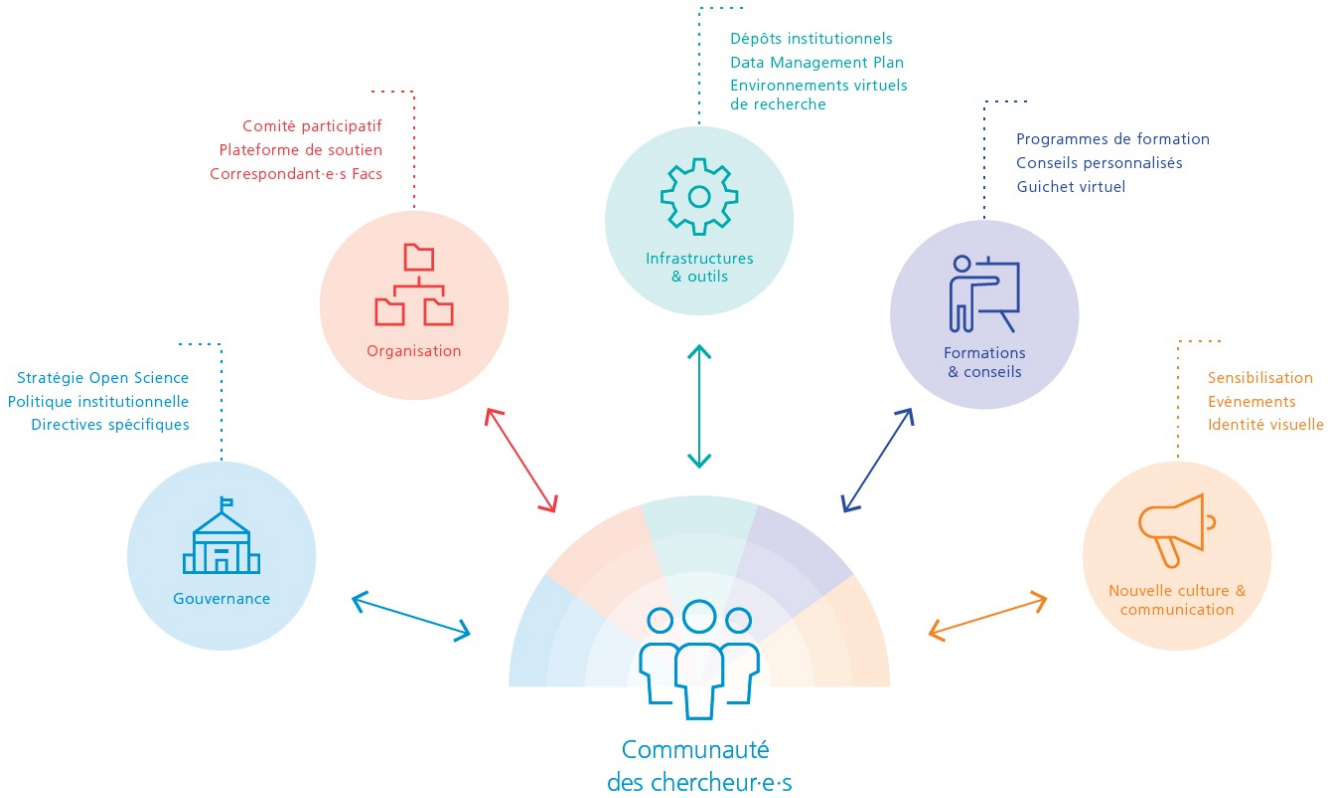 Stratégie Open Science
Politique institutionnelle
Directives spécifiques
Gouvernance
Comité participatif
Plateforme de soutien
Correspondant·e·s Facs
Organisation
Dépôts institutionnels
Data Management Plan
Environnements virtuels
de recherche
Infrastructures
& outils
Programmes de formation
Conseils personnalisés
Guichet virtuel
Formations
& conseils
Sensibilisation
Evénements
Identité visuelle
Nouvelle culture &
communication
Communauté
des chercheur·e·s